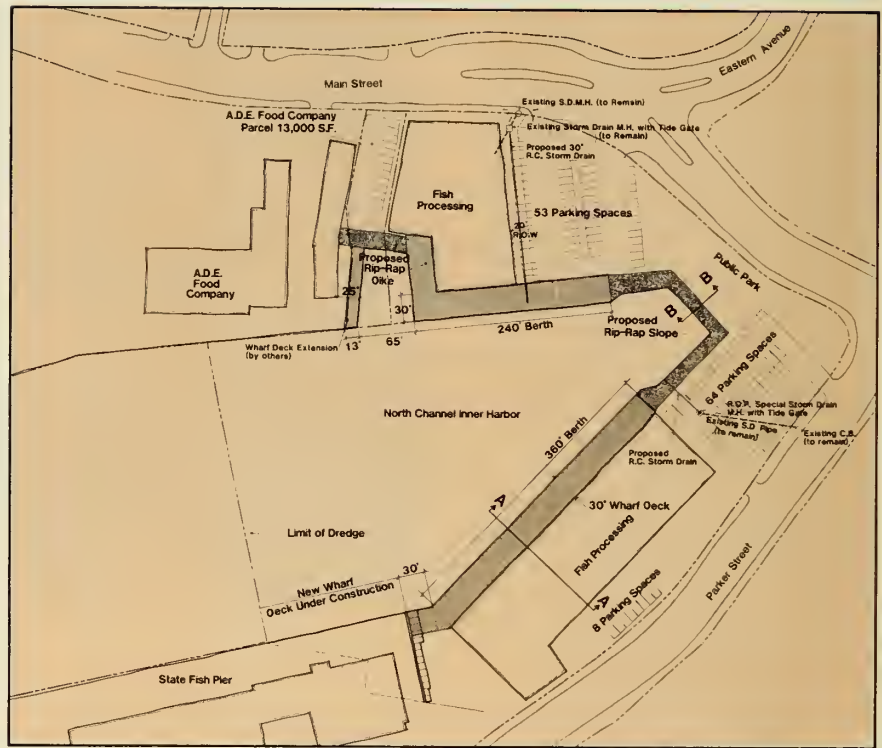 Main Street
Eastern Avenue
A.D.E. Food Company
Parcel 13,000 S.F.
Existing S.D.M.H. (to Remain)
Existing Storm Drain M.H. with Tide Gate
(to Remain)
Proposed 30"
R.C. Storm Drain
Fish
Processing
53 Parking Spaces
20'
R.O.W
Public Park
A.D.E.
Food
Company
Proposed
Rip-Rap
Dike
25'
30'
B
B
Proposed
Rip-Rap Slope
240' Berth
65'
13'
Wharf Deck Extension
(by others)
64 Parking Spaces
Special Storm Drain
M.H. with Tide Gate
Existing S.D. Pipe
(to remain)
Existing C.B.
(to remain)
North Channel Inner Harbor
360' Berth
Proposed
R.C. Storm Drain
A
30' Wharf Deck
Fish Processing
Limit of Dredge
30'
New Wharf
Deck Under Construction
A
8 Parking Spaces
Parker Street
State Fish Pier